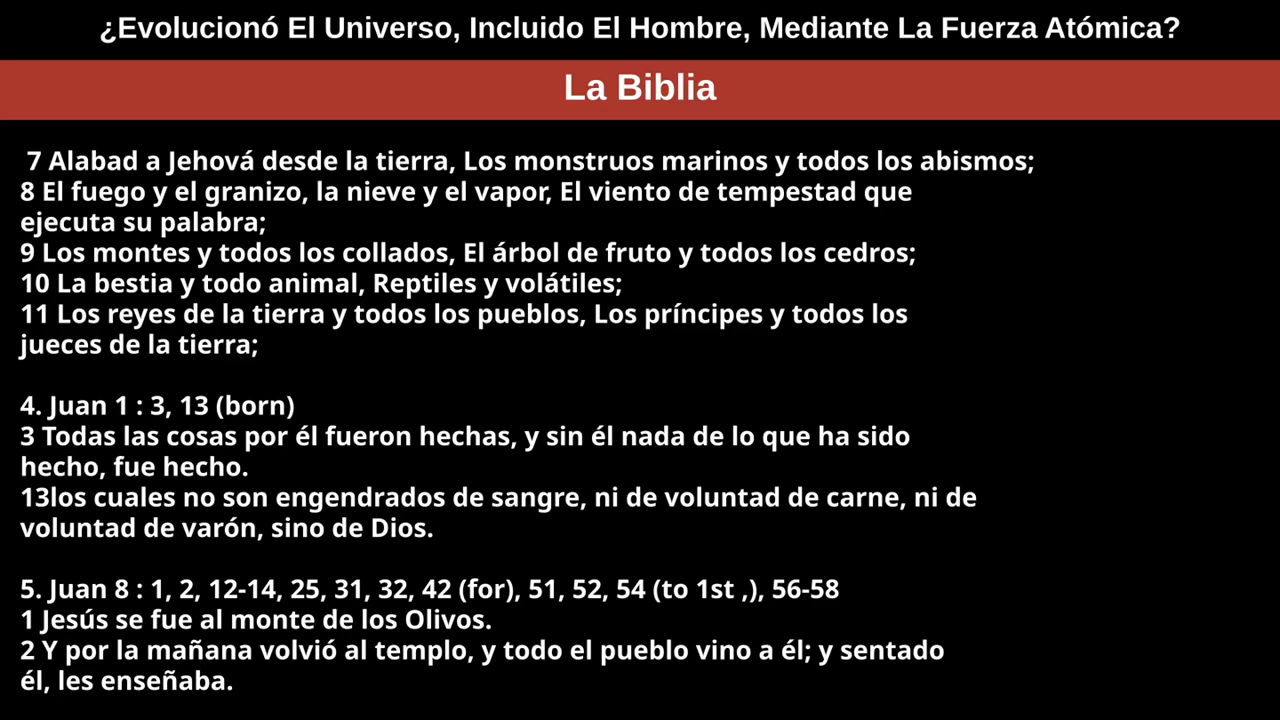 ¿Evolucionó El Universo, Incluido El Hombre, Mediante La Fuerza Atómica?
La Biblia
7 Alabad a Jehová desde la tierra, Los monstruos marinos y todos los abismos;
8 El fuego y el granizo, la nieve y el vapor, El viento de tempestad que
ejecuta su palabra;
9 Los montes y todos los collados, El árbol de fruto y todos los cedros;
10 La bestia y todo animal, Reptiles y volátiles;
11 Los reyes de la tierra y todos los pueblos, Los príncipes y todos los
jueces de la tierra;
4. Juan 1 : 3, 13 (born)
3 Todas las cosas por él fueron hechas, y sin él nada de lo que ha sido
hecho, fue hecho.
13los cuales no son engendrados de sangre, ni de voluntad de carne, ni de
voluntad de varón, sino de Dios.
5. Juan 8 : 1, 2, 12-14, 25, 31, 32, 42 (for), 51, 52, 54 (to 1st ,), 56-58
1 Jesús se fue al monte de los Olivos.
2 Y por la mañana volvió al templo, y todo el pueblo vino a él; y sentado
él, les enseñaba.